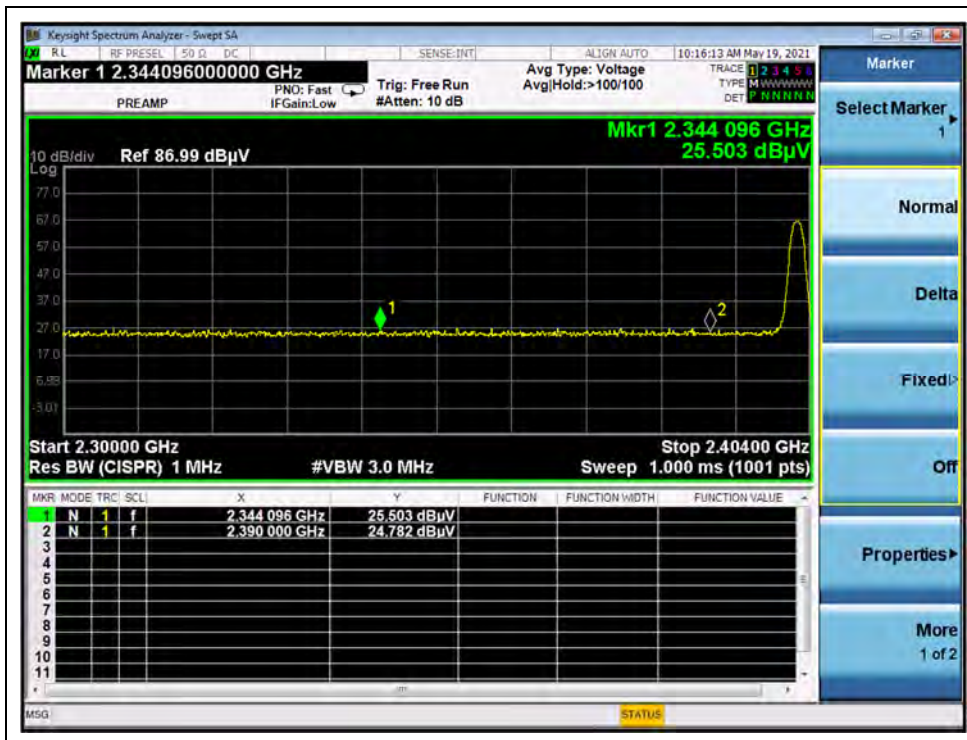 Keysight Spectrum Analyzer - Swept SA
RL RF PRESEL 50 Ω DC SENSE:INT ALIGN AUTO 10:16:13 AM May 19, 2021
Marker 1 2.344096000000 GHz
PREAMP
PNO: Fast
IFGain:Low
Trig: Free Run
#Atten: 10 dB
Avg Type: Voltage
Avg|Hold:>100/100
TRACE 1 2 3 4 5 6
TYPE M
DET P N N N N N
Mkr1 2.344 096 GHz
25.503 dBµV
10 dB/div Ref 86.99 dBµV
Log
77.0
67.0
57.0
47.0
37.0
27.0
17.0
6.99
-3.01
1
2
Start 2.30000 GHz Stop 2.40400 GHz
Res BW (CISPR) 1 MHz #VBW 3.0 MHz Sweep 1.000 ms (1001 pts)
MKR MODE TRC SCL X Y FUNCTION FUNCTION WIDTH FUNCTION VALUE
1 N 1 f 2.344 096 GHz 25.503 dBµV
2 N 1 f 2.390 000 GHz 24.782 dBµV
3
4
5
6
7
8
9
10
11
MSG STATUS
Marker
Select Marker
1
Normal
Delta
Fixed
Off
Properties
More
1 of 2